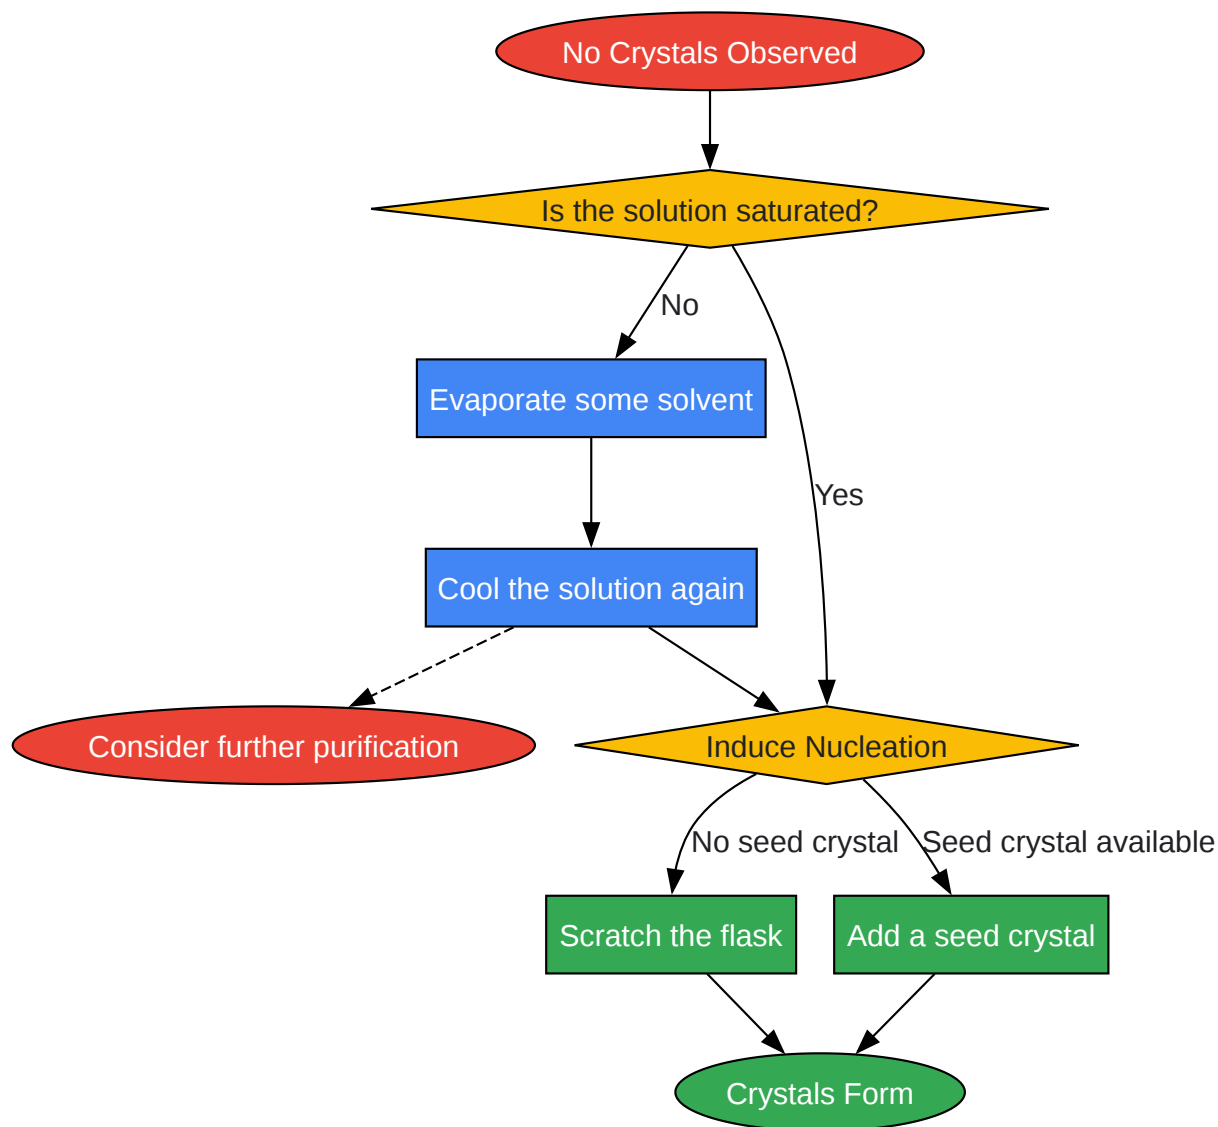 No Crystals Observed
Is the solution saturated?
No
Evaporate some solvent
Yes
Cool the solution again
Consider further purification
Induce Nucleation
No seed crystal
Seed crystal available
Scratch the flask
Add a seed crystal
Crystals Form